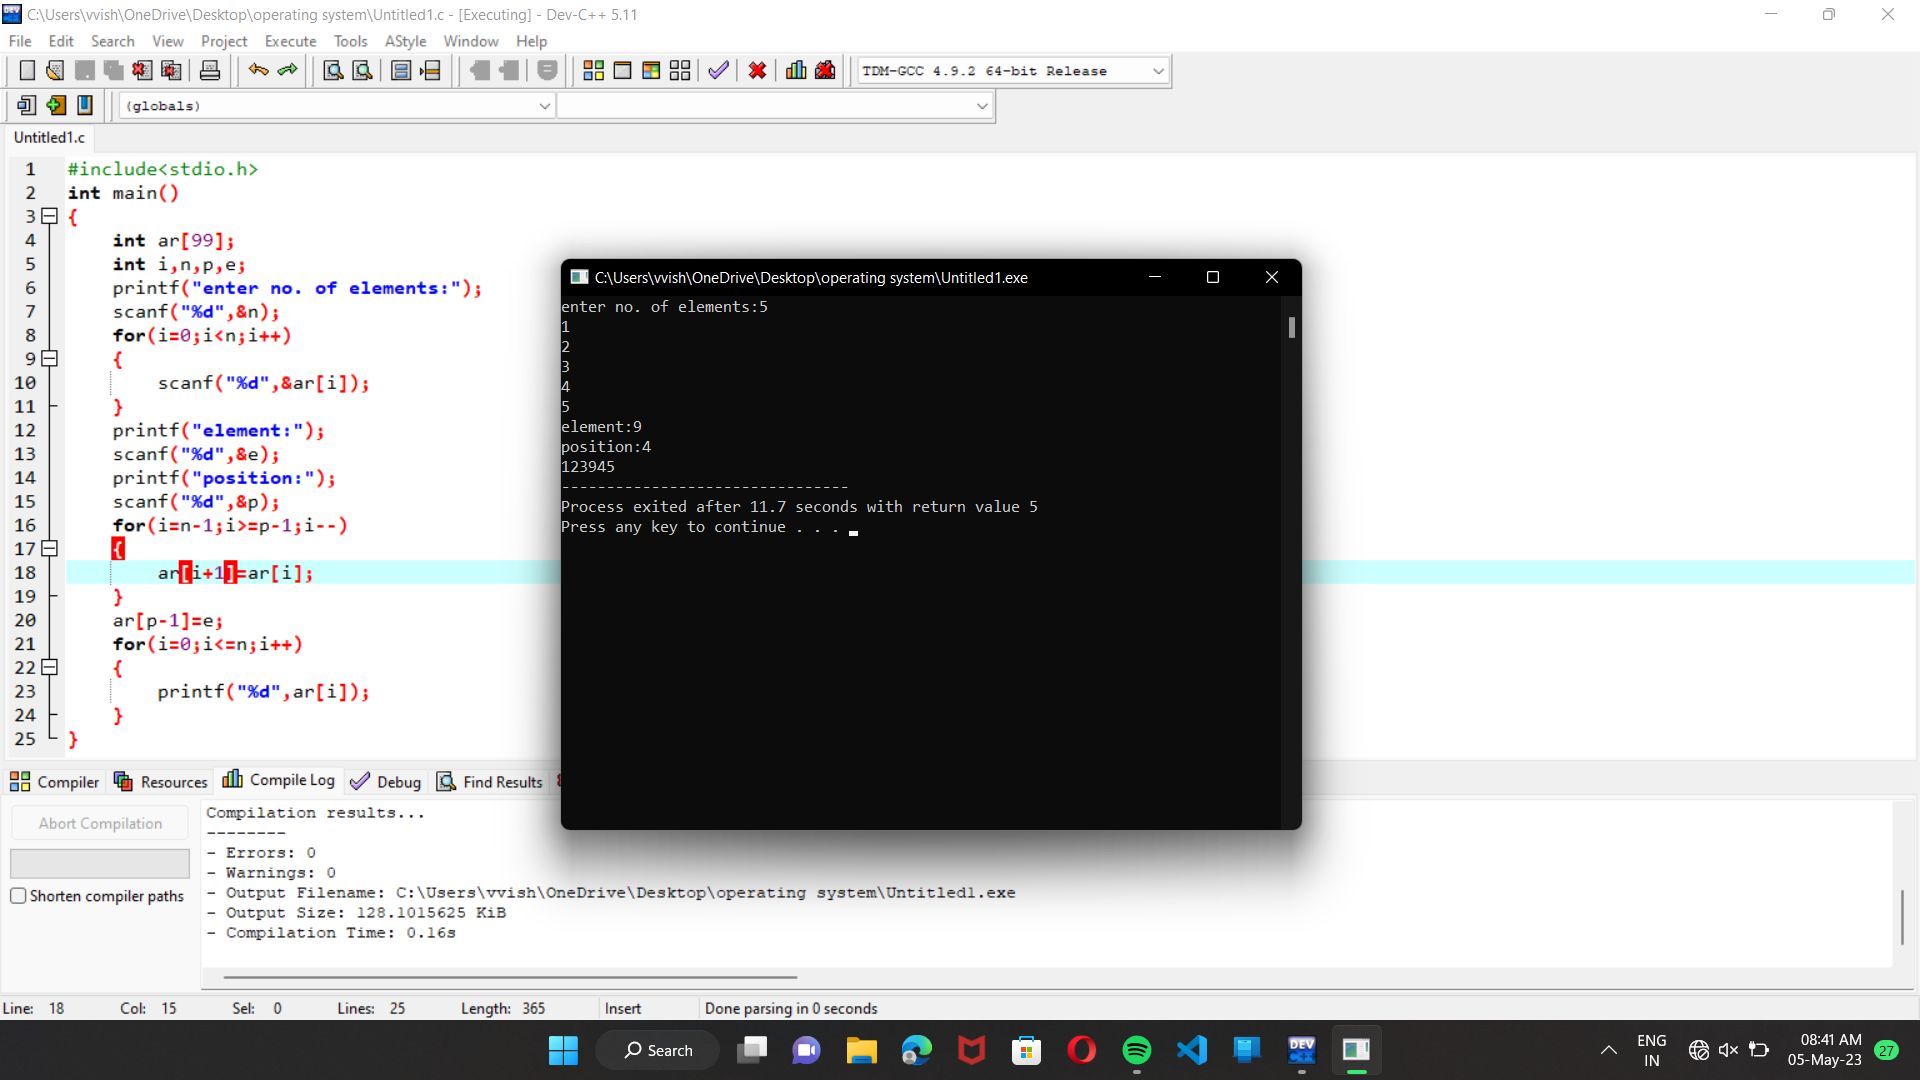 C:\Users\vvish\OneDrive\Desktop\operating system\Untitled1.c - [Executing] - Dev-C++ 5.11
File Edit Search View Project Execute Tools AStyle Window Help
TDM-GCC 4.9.2 64-bit Release
(globals)
Untitled1.c
1 #include<stdio.h>
2 int main()
3 {
4 int ar[99];
5 int i,n,p,e;
6 printf("enter no. of elements:");
7 scanf("%d",&n);
8 for(i=0;i<n;i++)
9 {
10 scanf("%d",&ar[i]);
11 }
12 printf("element:");
13 scanf("%d",&e);
14 printf("position:");
15 scanf("%d",&p);
16 for(i=n-1;i>=p-1;i--)
17 {
18 ar[i+1]=ar[i];
19 }
20 ar[p-1]=e;
21 for(i=0;i<=n;i++)
22 {
23 printf("%d",ar[i]);
24 }
25 }
C:\Users\vvish\OneDrive\Desktop\operating system\Untitled1.exe
enter no. of elements:5
1
2
3
4
5
element:9
position:4
123945
--------------------------------
Process exited after 11.7 seconds with return value 5
Press any key to continue . . .
Compiler Resources Compile Log Debug Find Results
Abort Compilation
Shorten compiler paths
Compilation results...
--------
- Errors: 0
- Warnings: 0
- Output Filename: C:\Users\vvish\OneDrive\Desktop\operating system\Untitled1.exe
- Output Size: 128.1015625 KiB
- Compilation Time: 0.16s
Line: 18 Col: 15 Sel: 0 Lines: 25 Length: 365 Insert Done parsing in 0 seconds
Search
DEV C++
ENG
IN
08:41 AM
05-May-23
27